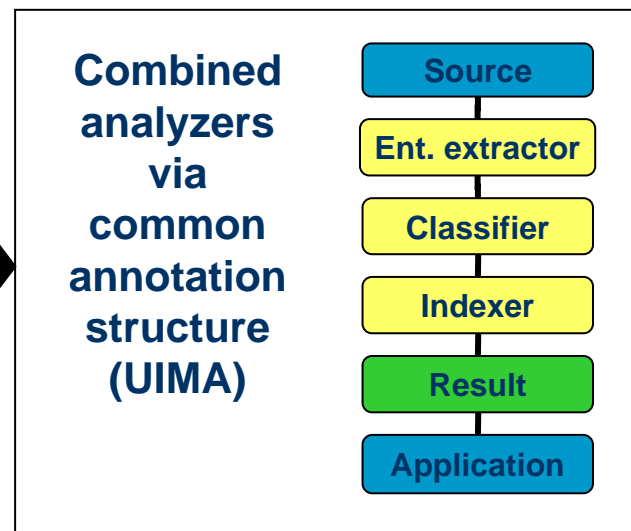 Combined
analyzers
via
common
annotation
structure
(UIMA)
Source
Ent. extractor
Classifier
Indexer
Result
Application